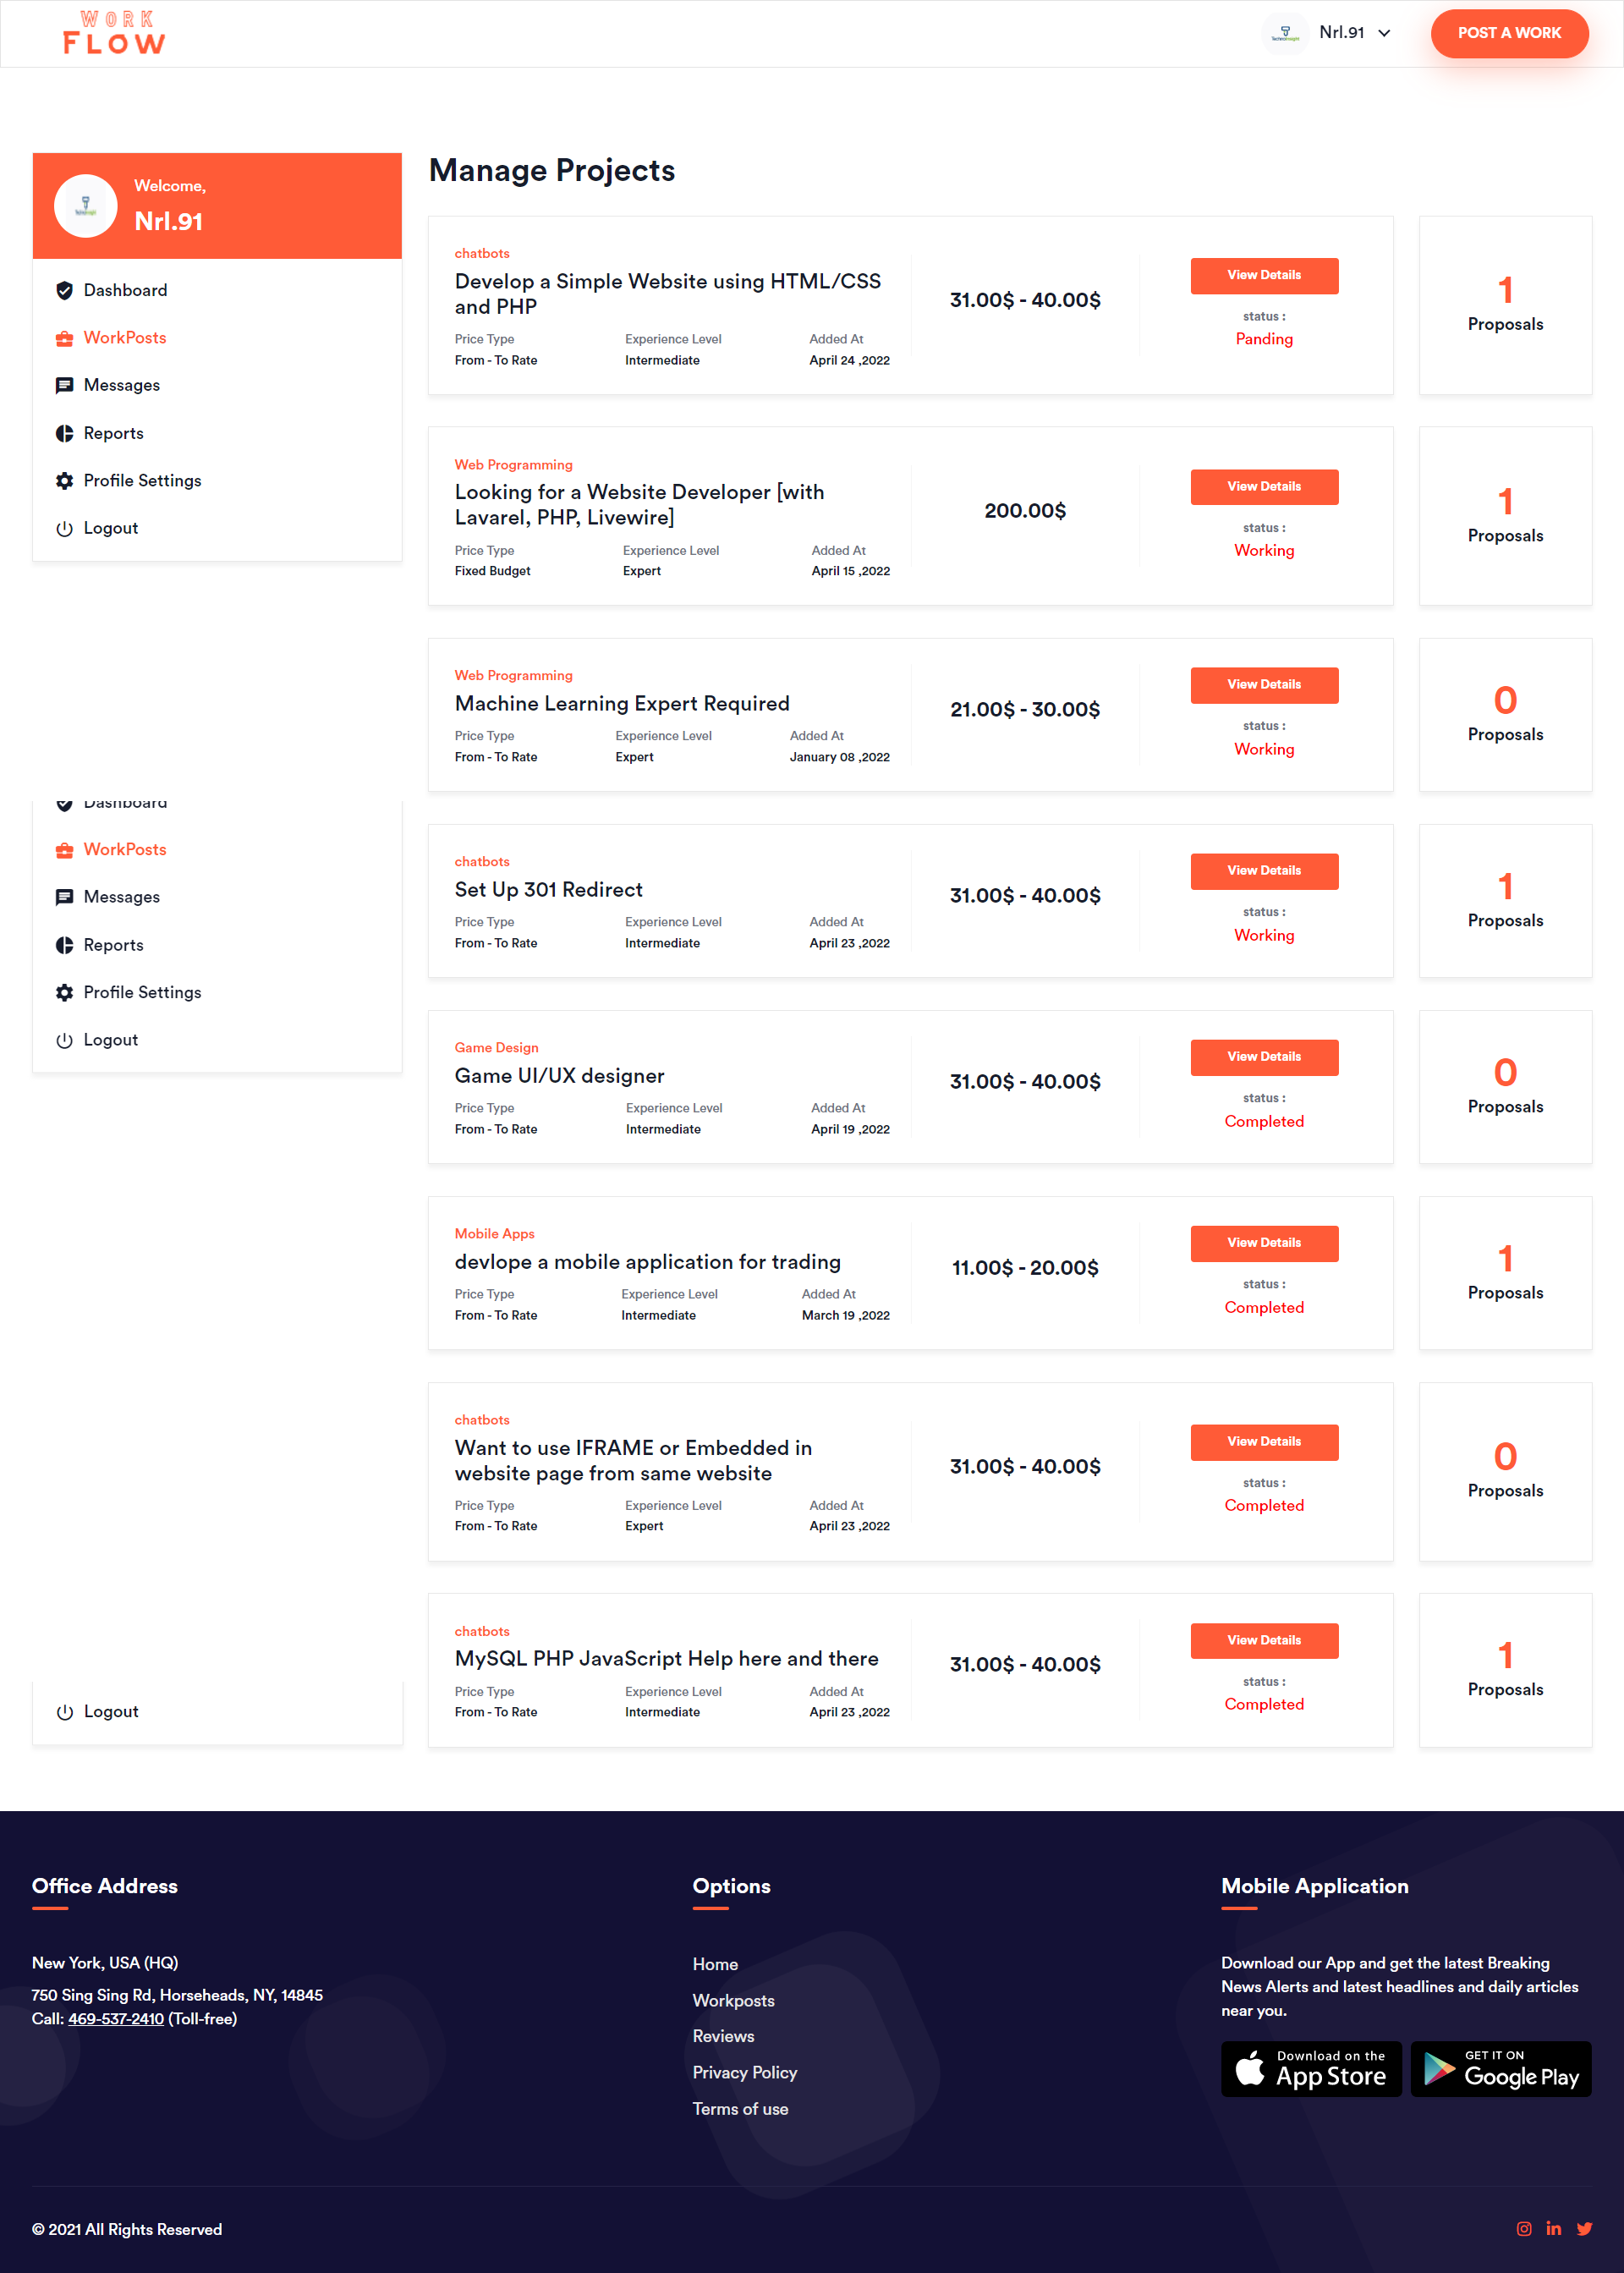 WORK
FLOW
Nrl.91
POST A WORK
Welcome,
Nrl.91
Dashboard
WorkPosts
Messages
Reports
Profile Settings
Logout
Manage Projects
chatbots
Develop a Simple Website using HTML/CSS
and PHP
Price Type Experience Level Added At
From - To Rate Intermediate April 24 ,2022
31.00$ - 40.00$
View Details
status :
Panding
1
Proposals
Web Programming
Looking for a Website Developer [with
Lavarel, PHP, Livewire]
Price Type Experience Level Added At
Fixed Budget Expert April 15 ,2022
200.00$
View Details
status :
Working
1
Proposals
Web Programming
Machine Learning Expert Required
Price Type Experience Level Added At
From - To Rate Expert January 08 ,2022
21.00$ - 30.00$
View Details
status :
Working
0
Proposals
Dashboard
WorkPosts
Messages
Reports
Profile Settings
Logout
chatbots
Set Up 301 Redirect
Price Type Experience Level Added At
From - To Rate Intermediate April 23 ,2022
31.00$ - 40.00$
View Details
status :
Working
1
Proposals
Game Design
Game UI/UX designer
Price Type Experience Level Added At
From - To Rate Intermediate April 19 ,2022
31.00$ - 40.00$
View Details
status :
Completed
0
Proposals
Mobile Apps
devlope a mobile application for trading
Price Type Experience Level Added At
From - To Rate Intermediate March 19 ,2022
11.00$ - 20.00$
View Details
status :
Completed
1
Proposals
chatbots
Want to use IFRAME or Embedded in
website page from same website
Price Type Experience Level Added At
From - To Rate Expert April 23 ,2022
31.00$ - 40.00$
View Details
status :
Completed
0
Proposals
chatbots
MySQL PHP JavaScript Help here and there
Price Type Experience Level Added At
From - To Rate Intermediate April 23 ,2022
31.00$ - 40.00$
View Details
status :
Completed
1
Proposals
Logout
Office Address
New York, USA (HQ)
750 Sing Sing Rd, Horseheads, NY, 14845
Call: 469-537-2410 (Toll-free)
Options
Home
Workposts
Reviews
Privacy Policy
Terms of use
Mobile Application
Download our App and get the latest Breaking
News Alerts and latest headlines and daily articles
near you.
Download on the
App Store
GET IT ON
Google Play
© 2021 All Rights Reserved